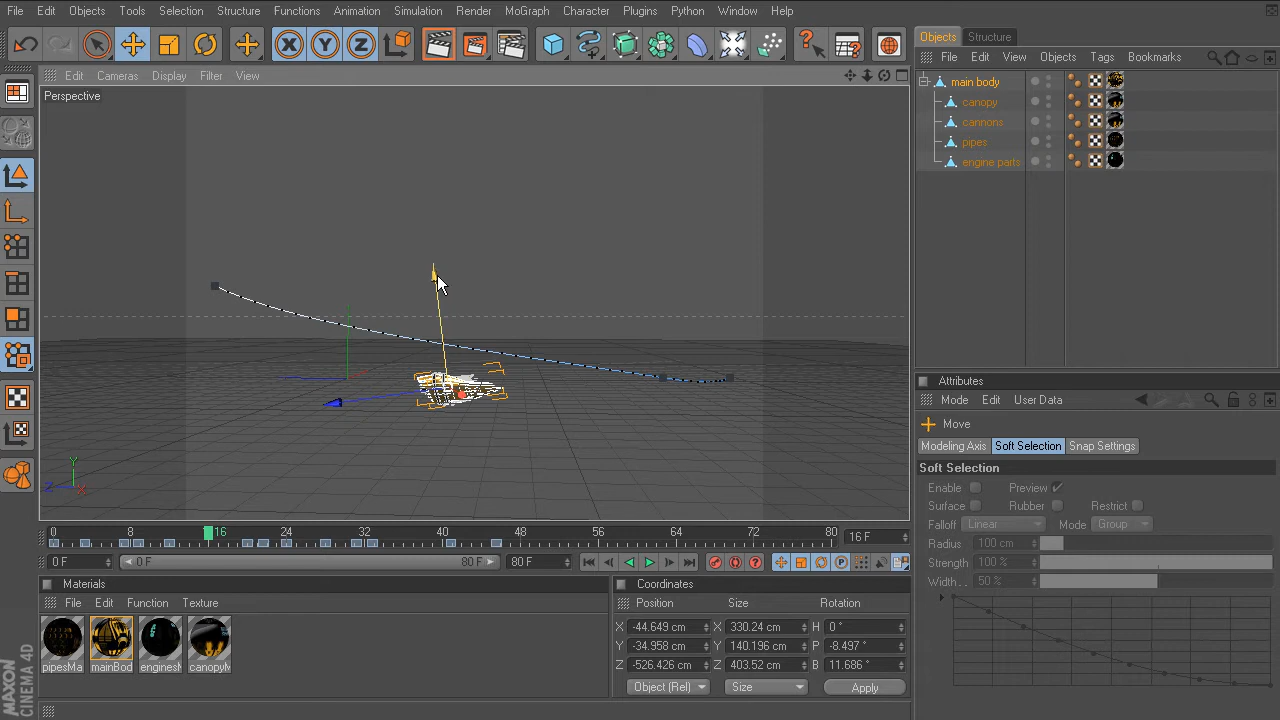 File Edit Objects Tools Selection Structure Functions Animation Simulation Render MoGraph Character Plugins Python Window Help
Edit Cameras Display Filter View
Perspective
Y
Z X
0 8 16 24 32 40 48 56 64 72 80 16 F
0 F 0 F 80 F 80 F
Materials
File Edit Function Texture
pipesMa mainBod enginesM canopyM
MAXON
CINEMA 4D
Objects Structure
File Edit View Objects Tags Bookmarks
main body
canopy
cannons
pipes
engine parts
Attributes
Mode Edit User Data
Move
Modeling Axis Soft Selection Snap Settings
Soft Selection
Enable Preview
Surface Rubber Restrict
Falloff Linear Mode Group
Radius 100 cm
Strength 100 %
Width . . 50 %
Coordinates
Position Size Rotation
X -44.649 cm X 330.24 cm H 0 °
Y -34.958 cm Y 140.196 cm P -8.497 °
Z -526.426 cm Z 403.52 cm B 11.686 °
Object (Rel) Size Apply